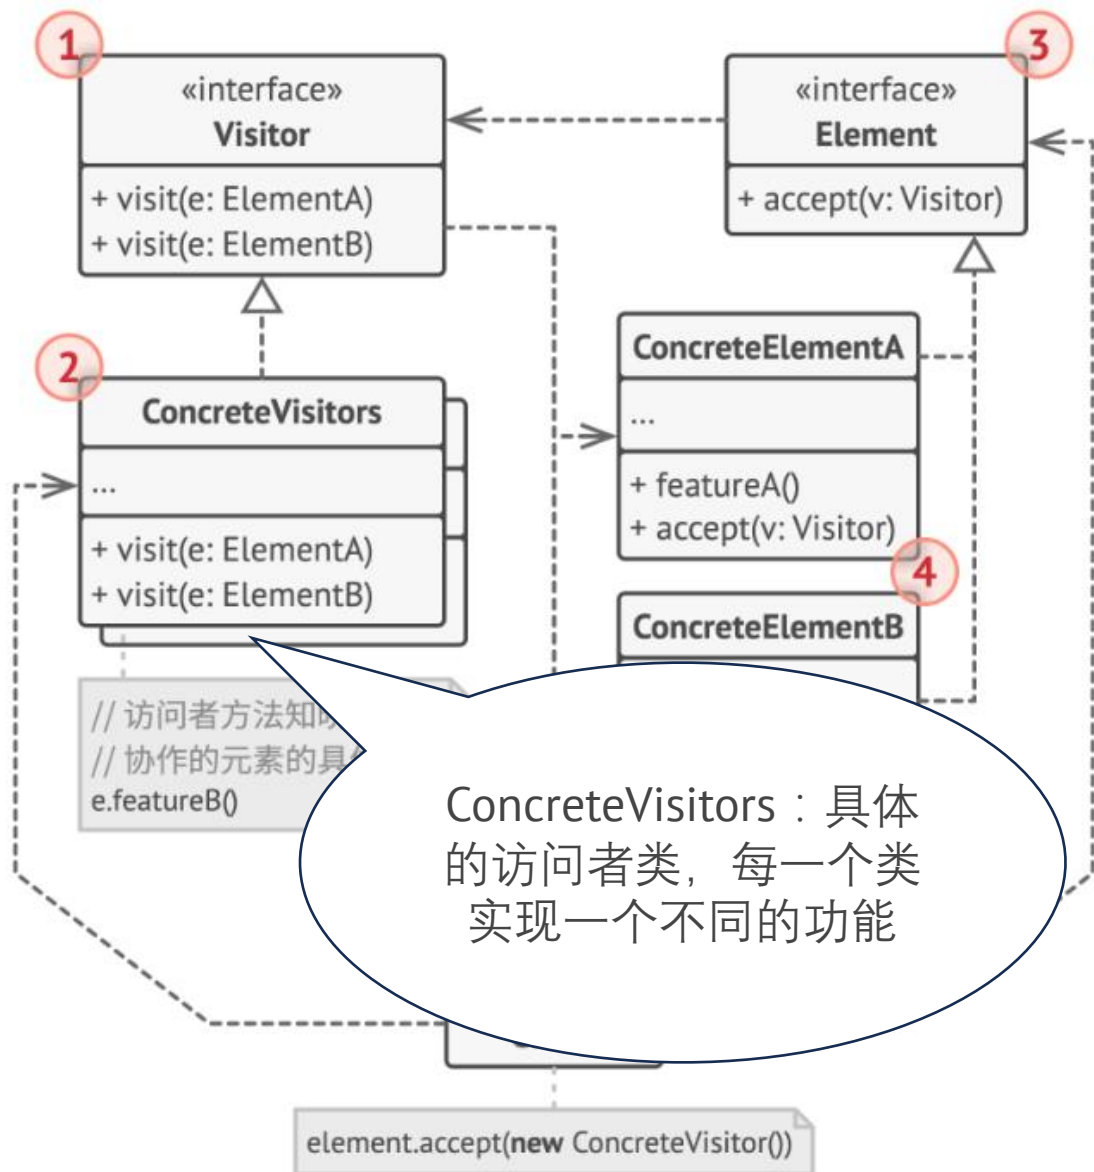 1
«interface»
Visitor
+ visit(e: ElementA)
+ visit(e: ElementB)
3
«interface»
Element
+ accept(v: Visitor)
2
ConcreteVisitors
...
+ visit(e: ElementA)
+ visit(e: ElementB)
ConcreteElementA
...
+ featureA()
+ accept(v: Visitor)
4
ConcreteElementB
// 访问者方法知
// 协作的元素的具
e.featureB()
ConcreteVisitors：具体
的访问者类，每一个类
实现一个不同的功能
element.accept(new ConcreteVisitor())